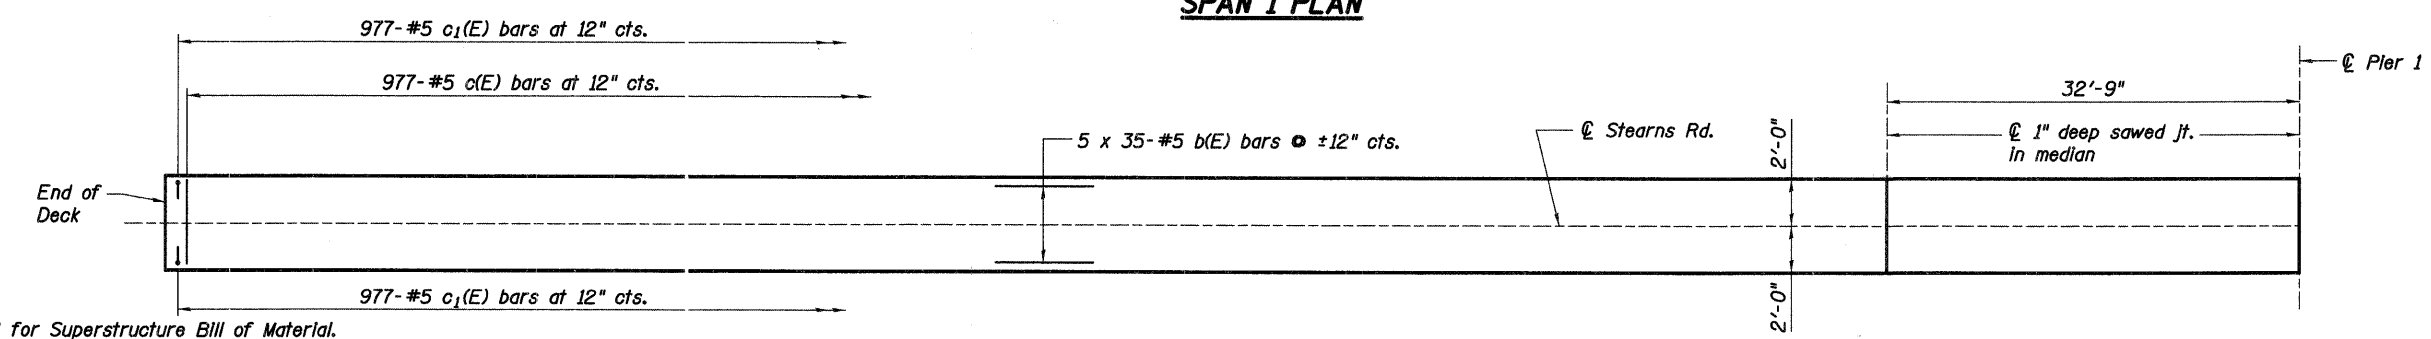 SPAN 1 PLAN
977-#5 c₁(E) bars at 12" cts.
977-#5 c(E) bars at 12" cts.
℄ Pier 1
32'-9"
5 x 35-#5 b(E) bars @ ±12" cts.
℄ Stearns Rd.
2'-0"
℄ 1" deep sawed jt.
in median
End of
Deck
977-#5 c₁(E) bars at 12" cts.
2'-0"
for Superstructure Bill of Material.